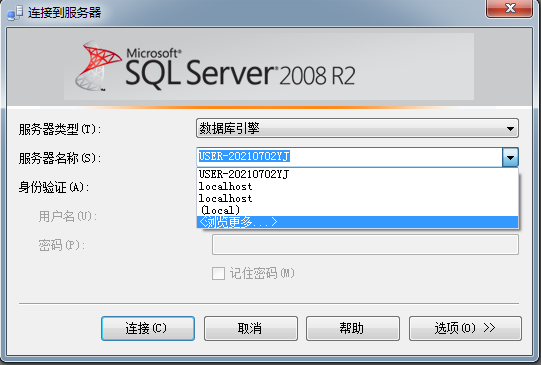 连接到服务器
Microsoft®
SQL Server® 2008 R2
服务器类型(T):
数据库引擎
服务器名称(S):
USER-20210702YJ
身份验证(A):
USER-20210702YJ
localhost
localhost
(local)
<浏览更多...>
用户名(U):
密码(P):
记住密码(M)
连接(C)
取消
帮助
选项(O) >>